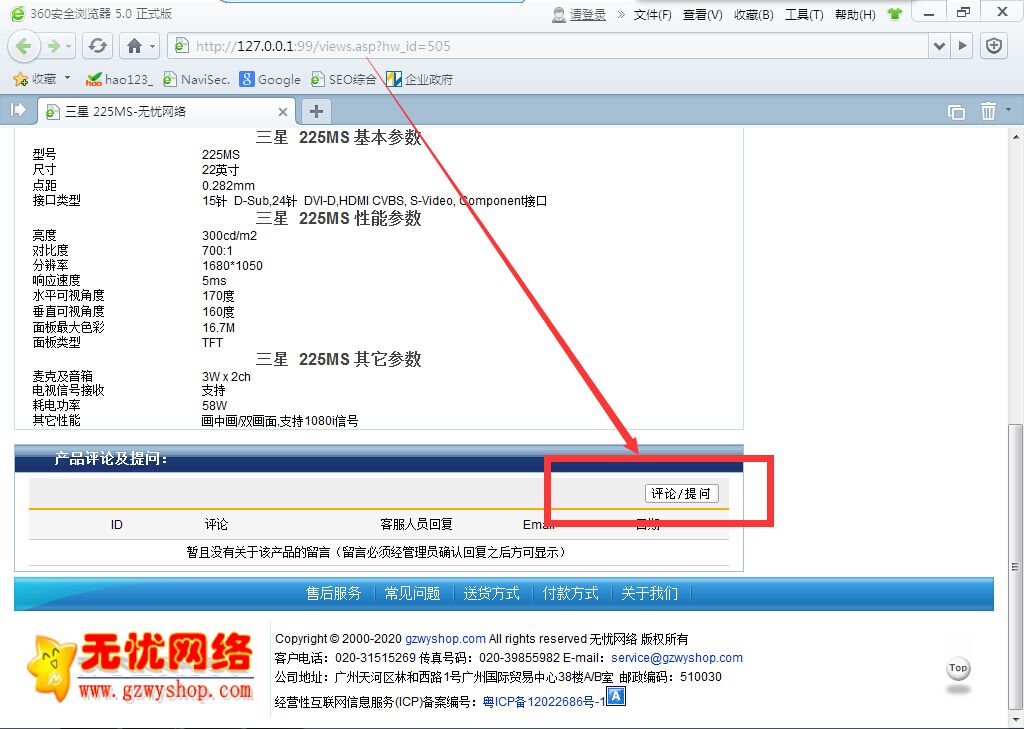 360安全浏览器 5.0 正式版
请登录 » 文件(F) 查看(V) 收藏(B) 工具(T) 帮助(H)
http://127.0.0.1:99/views.asp?hw_id=505
收藏 hao123_ NaviSec. Google SEO综合 企业政府
三星 225MS-无忧网络
三星 225MS 基本参数
型号 225MS
尺寸 22英寸
点距 0.282mm
接口类型 15针 D-Sub,24针 DVI-D,HDMI CVBS, S-Video, Component接口
三星 225MS 性能参数
亮度 300cd/m2
对比度 700:1
分辨率 1680*1050
响应速度 5ms
水平可视角度 170度
垂直可视角度 160度
面板最大色彩 16.7M
面板类型 TFT
三星 225MS 其它参数
麦克及音箱 3W x 2ch
电视信号接收 支持
耗电功率 58W
其它性能 画中画/双画面,支持1080i信号
产品评论及提问：
评论/提问
ID 评论 客服人员回复 Email 日期
暂且没有关于该产品的留言（留言必须经管理员确认回复之后方可显示）
售后服务 常见问题 送货方式 付款方式 关于我们
无忧网络
www.gzwyshop.com
Copyright © 2000-2020 gzwyshop.com All rights reserved 无忧网络 版权所有
客户电话：020-31515269 传真号码：020-39855982 E-mail：service@gzwyshop.com
公司地址：广州天河区林和西路1号广州国际贸易中心38楼A/B室 邮政编码：510030
经营性互联网信息服务(ICP)备案编号：粤ICP备12022686号-1
Top